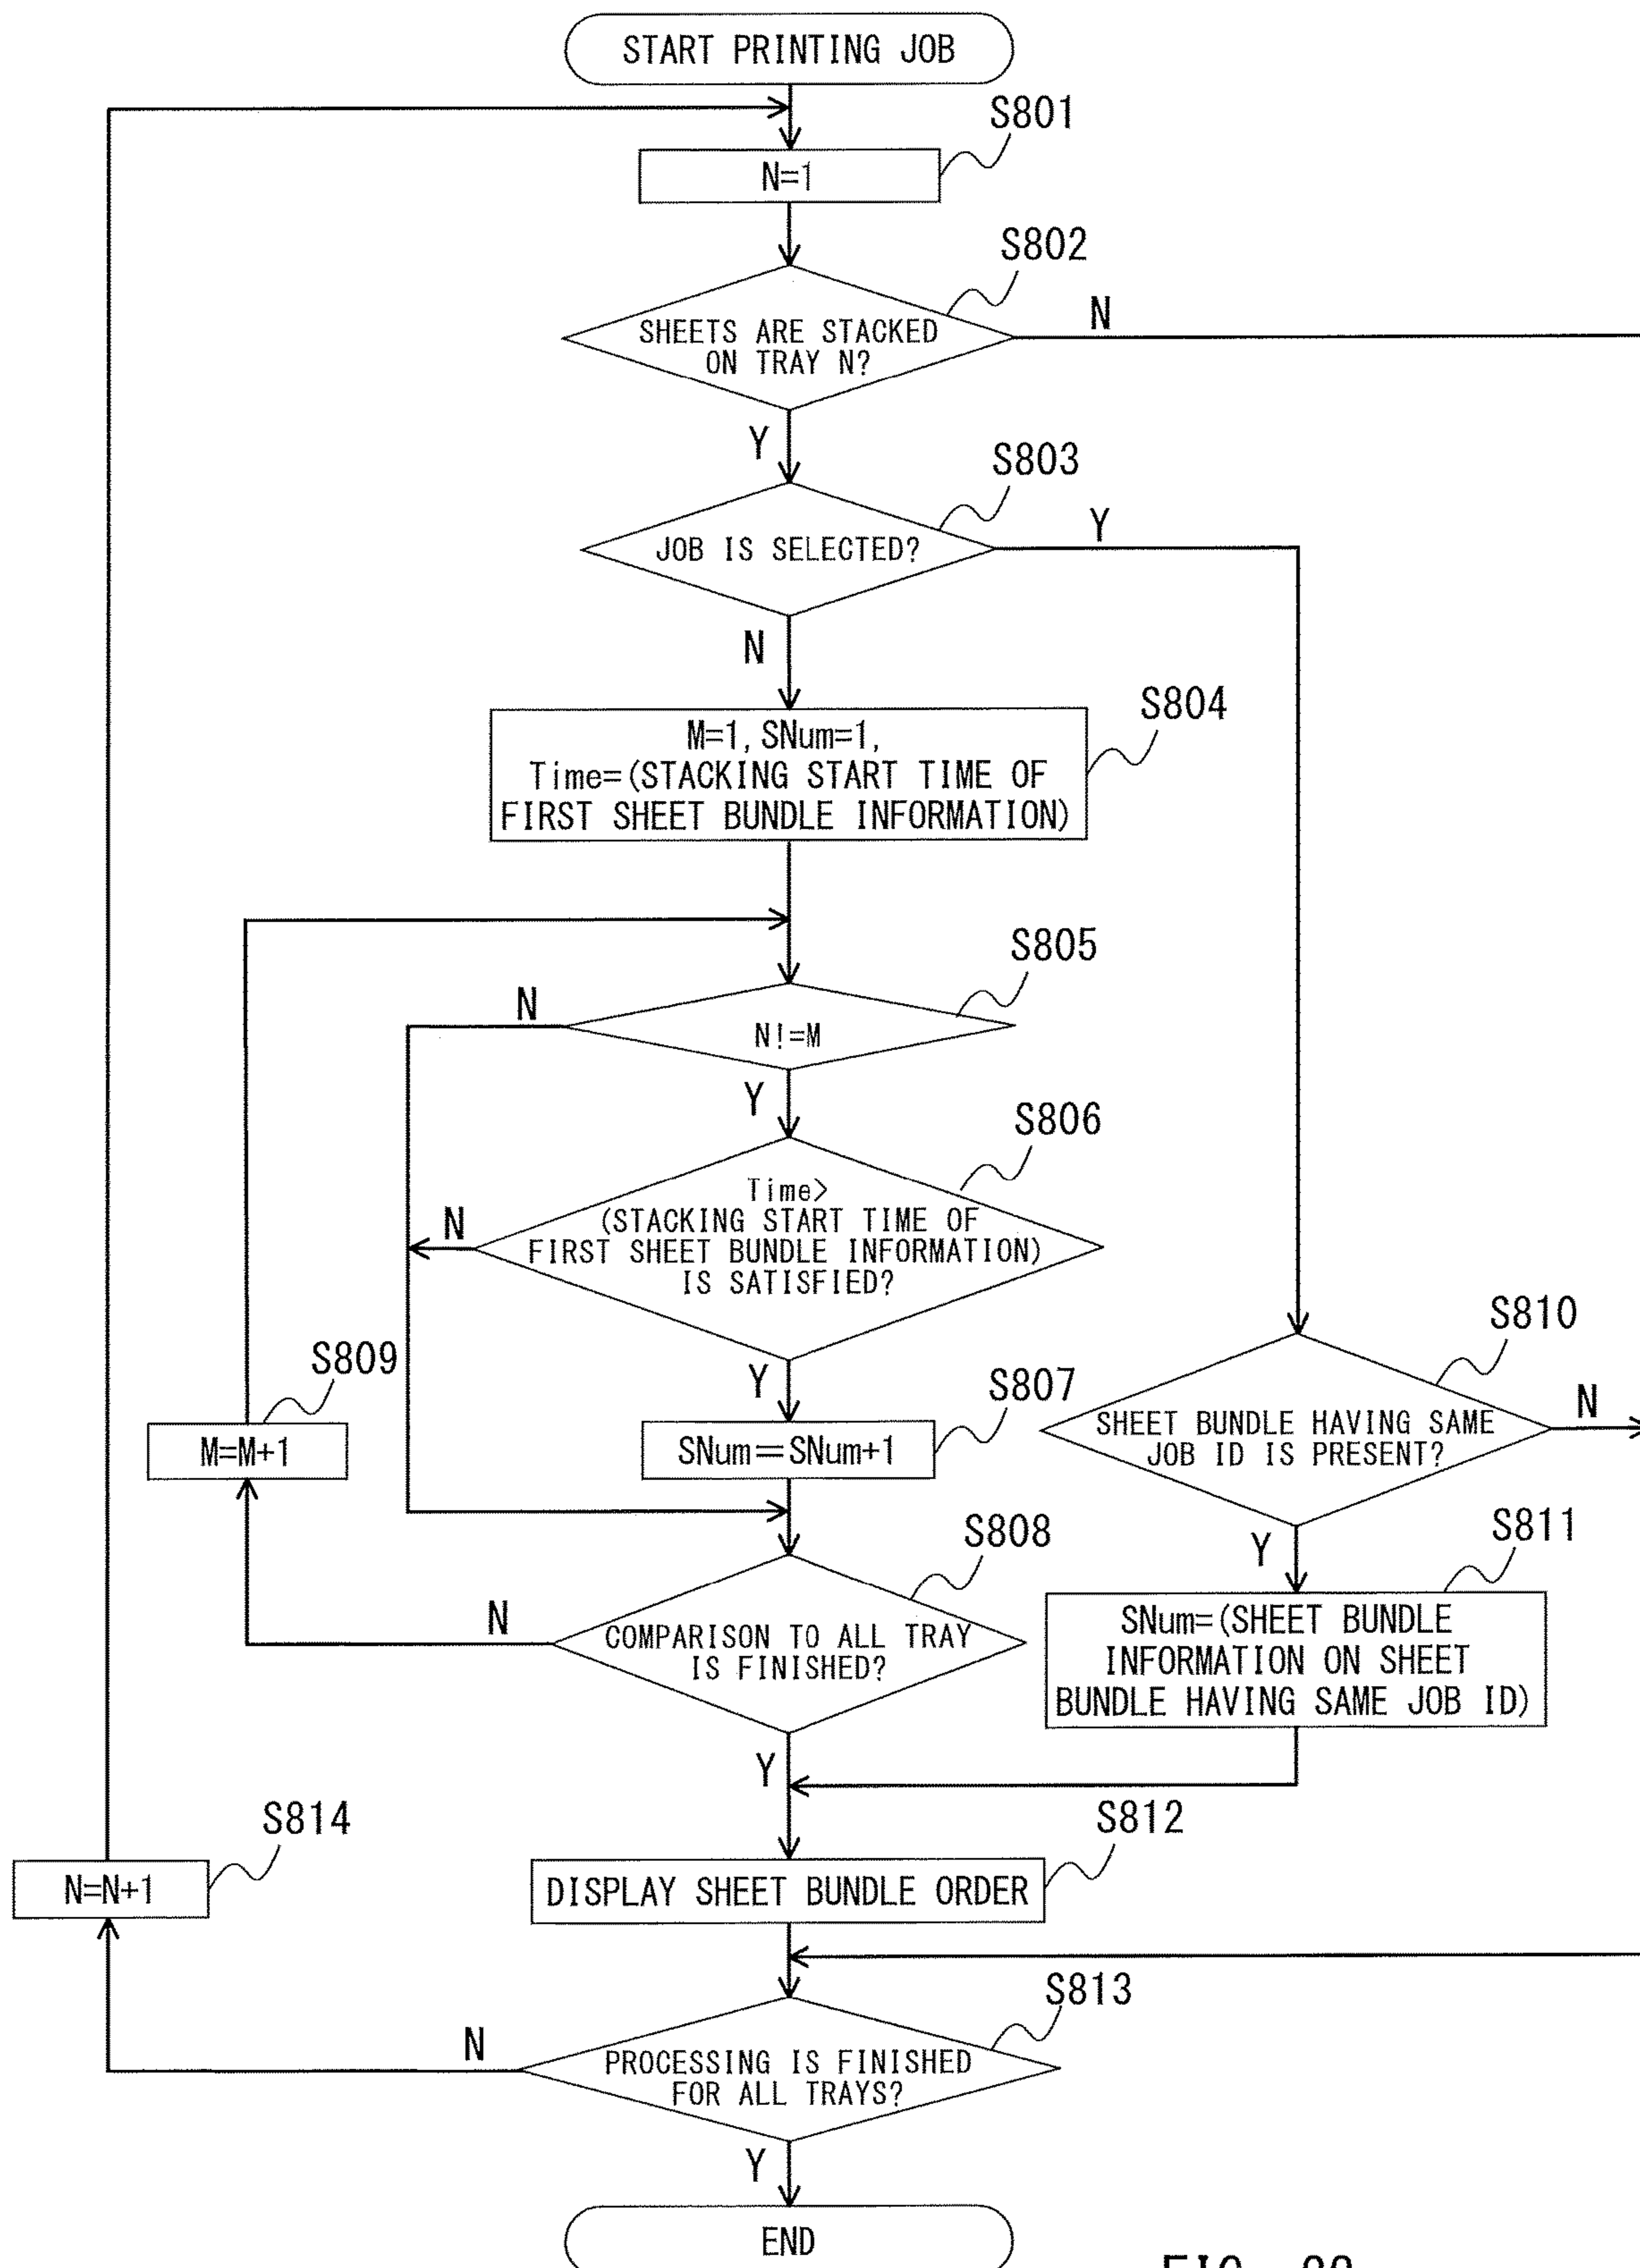 START PRINTING JOB
S801
N=1
S802
SHEETS ARE STACKED
ON TRAY N?
N
Y
S803
JOB IS SELECTED?
Y
N
S804
M=1, SNum=1,
Time=(STACKING START TIME OF
FIRST SHEET BUNDLE INFORMATION)
S805
N
N!=M
Y
S806
Time>
(STACKING START TIME OF
FIRST SHEET BUNDLE INFORMATION)
IS SATISFIED?
N
Y
S807
SNum=SNum+1
S809
M=M+1
S810
SHEET BUNDLE HAVING SAME
JOB ID IS PRESENT?
N
Y
S808
COMPARISON TO ALL TRAY
IS FINISHED?
N
Y
S811
SNum=(SHEET BUNDLE
INFORMATION ON SHEET
BUNDLE HAVING SAME JOB ID)
S812
DISPLAY SHEET BUNDLE ORDER
S814
N=N+1
S813
PROCESSING IS FINISHED
FOR ALL TRAYS?
N
Y
END